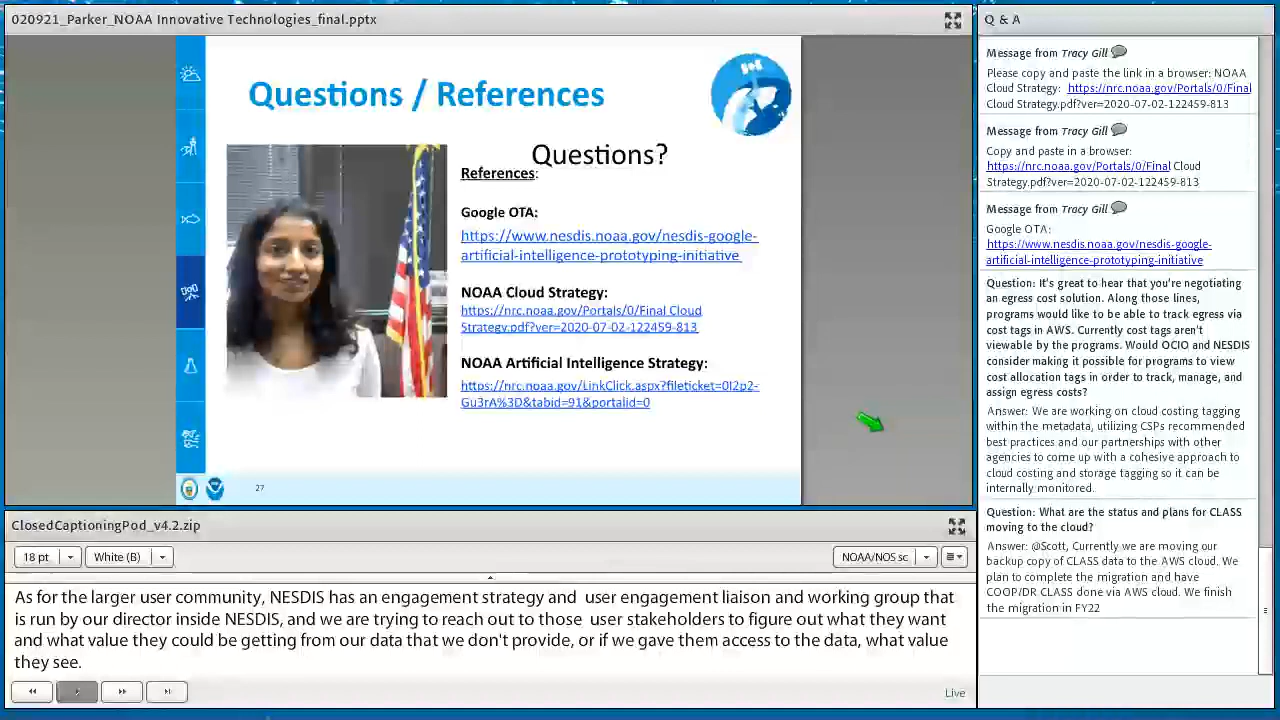 020921_Parker_NOAA Innovative Technologies_final.pptx
Questions / References
Questions?
References:
Google OTA:
https://www.nesdis.noaa.gov/nesdis-google-
artificial-intelligence-prototyping-initiative
NOAA Cloud Strategy:
https://nrc.noaa.gov/Portals/0/Final Cloud
Strategy.pdf?ver=2020-07-02-122459-813
NOAA Artificial Intelligence Strategy:
https://nrc.noaa.gov/LinkClick.aspx?fileticket=0I2p2-
Gu3rA%3D&tabid=91&portalid=0
27
ClosedCaptioningPod_v4.2.zip
18 pt
White (B)
NOAA/NOS sc
As for the larger user community, NESDIS has an engagement strategy and  user engagement liaison and working group that
is run by our director inside NESDIS, and we are trying to reach out to those  user stakeholders to figure out what they want
and what value they could be getting from our data that we don't provide, or if we gave them access to the data, what value
they see.
Live
Q & A
Message from Tracy Gill
Please copy and paste the link in a browser: NOAA
Cloud Strategy:  https://nrc.noaa.gov/Portals/0/Final
Cloud Strategy.pdf?ver=2020-07-02-122459-813
Message from Tracy Gill
Copy and paste in a browser:
https://nrc.noaa.gov/Portals/0/Final Cloud
Strategy.pdf?ver=2020-07-02-122459-813
Message from Tracy Gill
Google OTA:
https://www.nesdis.noaa.gov/nesdis-google-
artificial-intelligence-prototyping-initiative
Question: It's great to hear that you're negotiating
an egress cost solution. Along those lines,
programs would like to be able to track egress via
cost tags in AWS. Currently cost tags aren't
viewable by the programs. Would OCIO and NESDIS
consider making it possible for programs to view
cost allocation tags in order to track, manage, and
assign egress costs?
Answer: We are working on cloud costing tagging
within the metadata, utilizing CSPs recommended
best practices and our partnerships with other
agencies to come up with a cohesive approach to
cloud costing and storage tagging so it can be
internally monitored.
Question: What are the status and plans for CLASS
moving to the cloud?
Answer: @Scott, Currently we are moving our
backup copy of CLASS data to the AWS cloud. We
plan to complete the migration and have
COOP/DR CLASS done via AWS cloud. We finish
the migration in FY22